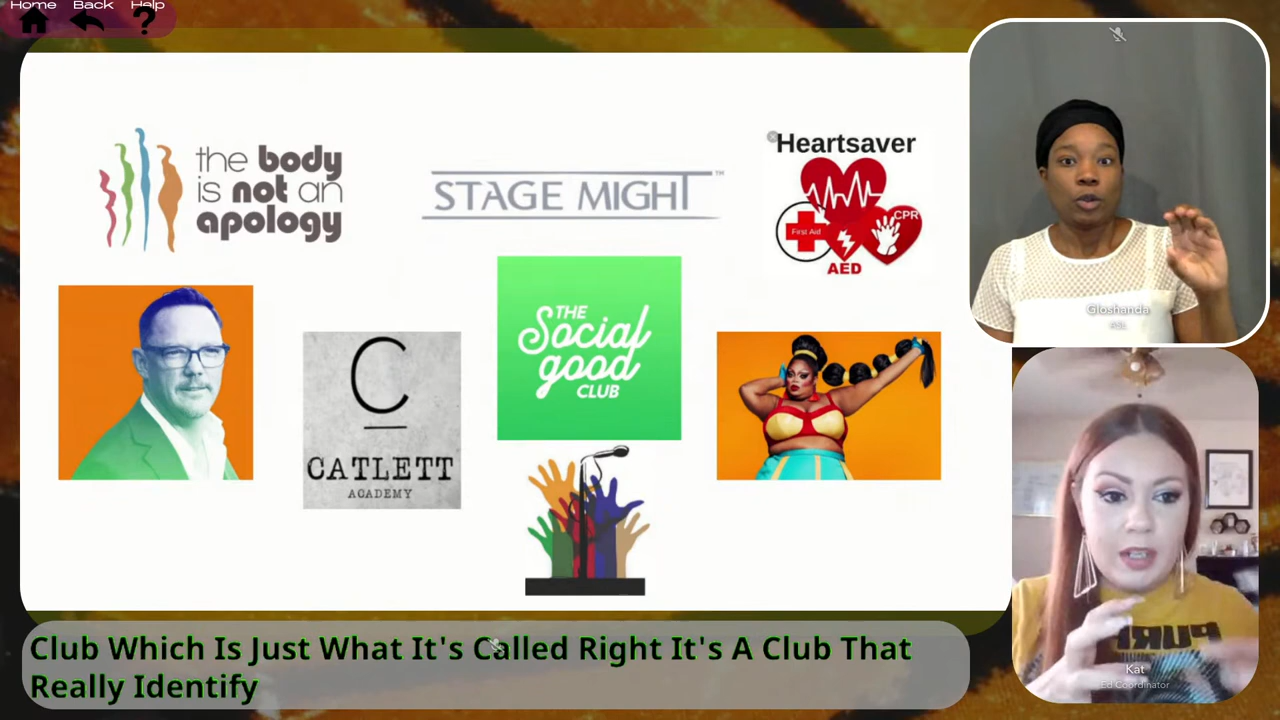 Home Back Help
?
the body
is not an
apology
STAGE MIGHT™
Heartsaver
First Aid
CPR
AED
C
CATLETT
ACADEMY
THE
Social
good
CLUB
Gloshanda
ASL
Kat
Ed Coordinator
Club Which Is Just What It's Called Right It's A Club That
Really Identify